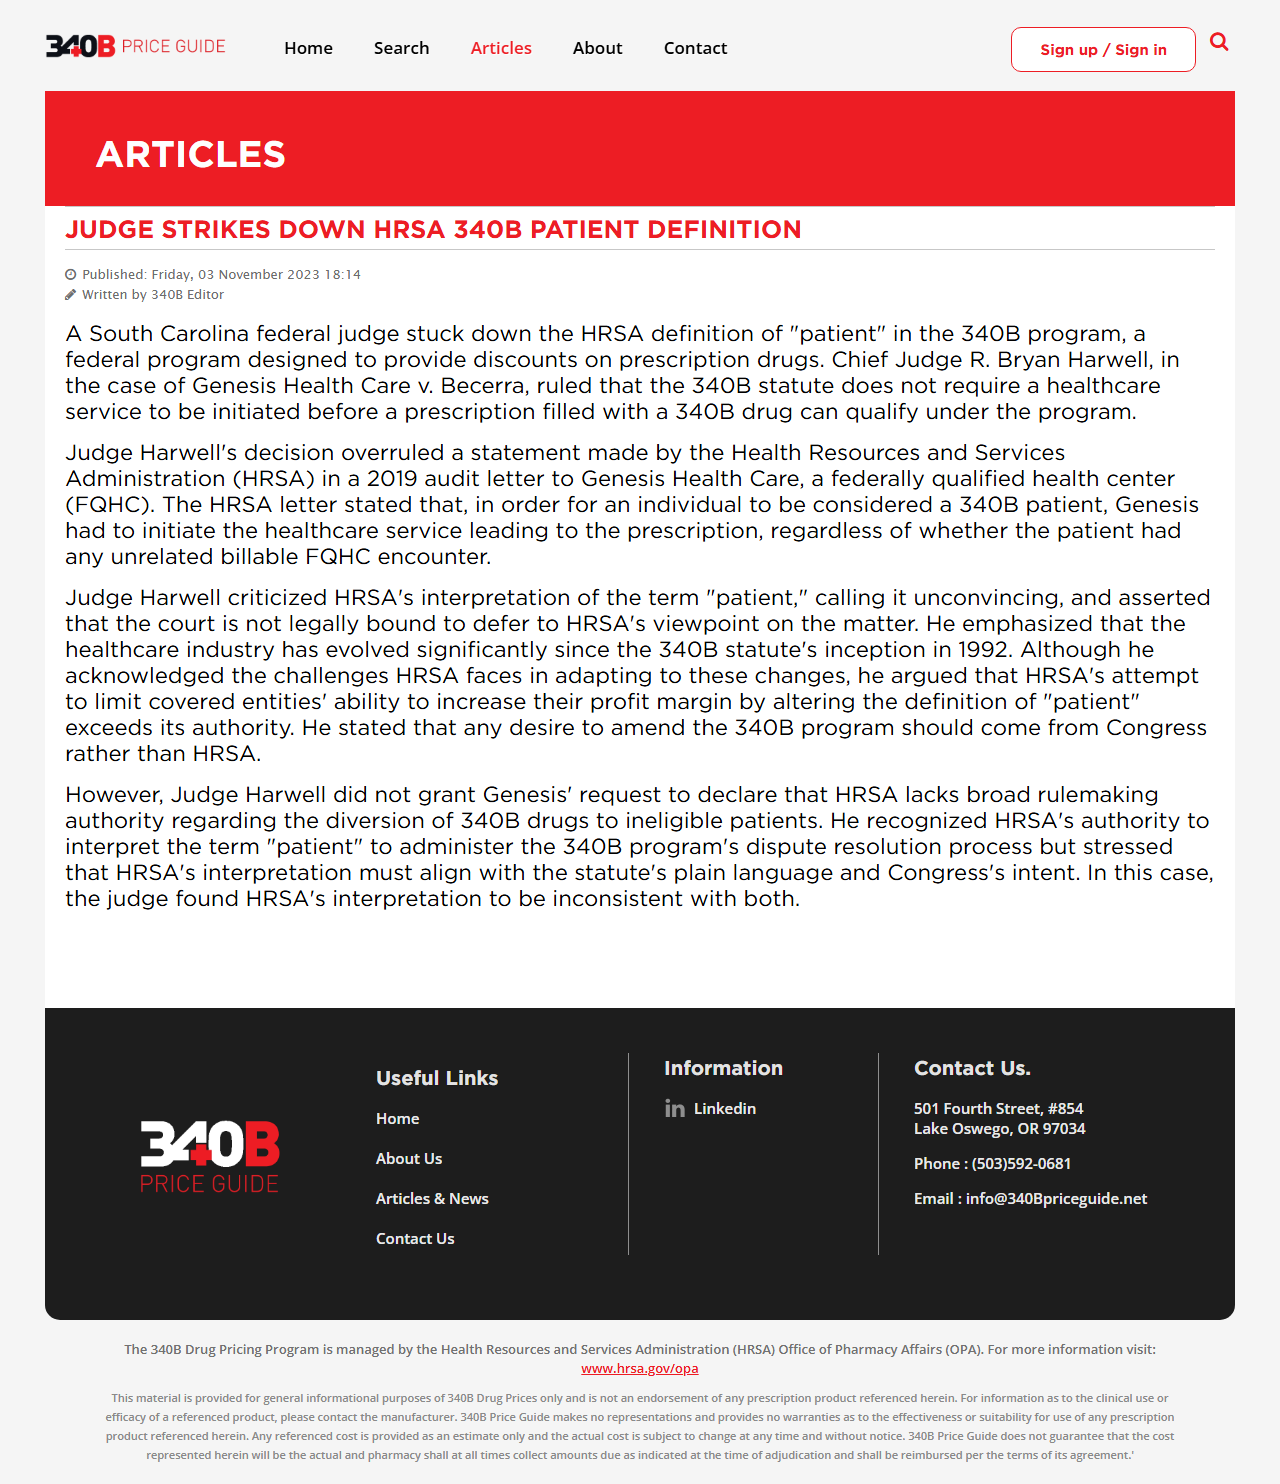 340B PRICE GUIDE
Home Search Articles About Contact
Sign up / Sign in
ARTICLES
JUDGE STRIKES DOWN HRSA 340B PATIENT DEFINITION
Published: Friday, 03 November 2023 18:14
Written by 340B Editor
A South Carolina federal judge stuck down the HRSA definition of "patient" in the 340B program, a
federal program designed to provide discounts on prescription drugs. Chief Judge R. Bryan Harwell, in
the case of Genesis Health Care v. Becerra, ruled that the 340B statute does not require a healthcare
service to be initiated before a prescription filled with a 340B drug can qualify under the program.
Judge Harwell's decision overruled a statement made by the Health Resources and Services
Administration (HRSA) in a 2019 audit letter to Genesis Health Care, a federally qualified health center
(FQHC). The HRSA letter stated that, in order for an individual to be considered a 340B patient, Genesis
had to initiate the healthcare service leading to the prescription, regardless of whether the patient had
any unrelated billable FQHC encounter.
Judge Harwell criticized HRSA's interpretation of the term "patient," calling it unconvincing, and asserted
that the court is not legally bound to defer to HRSA's viewpoint on the matter. He emphasized that the
healthcare industry has evolved significantly since the 340B statute's inception in 1992. Although he
acknowledged the challenges HRSA faces in adapting to these changes, he argued that HRSA's attempt
to limit covered entities' ability to increase their profit margin by altering the definition of "patient"
exceeds its authority. He stated that any desire to amend the 340B program should come from Congress
rather than HRSA.
However, Judge Harwell did not grant Genesis' request to declare that HRSA lacks broad rulemaking
authority regarding the diversion of 340B drugs to ineligible patients. He recognized HRSA's authority to
interpret the term "patient" to administer the 340B program's dispute resolution process but stressed
that HRSA's interpretation must align with the statute's plain language and Congress's intent. In this case,
the judge found HRSA's interpretation to be inconsistent with both.
340B
PRICE GUIDE
Useful Links
Home
About Us
Articles & News
Contact Us
Information
in Linkedin
Contact Us.
501 Fourth Street, #854
Lake Oswego, OR 97034
Phone : (503)592-0681
Email : info@340Bpriceguide.net
The 340B Drug Pricing Program is managed by the Health Resources and Services Administration (HRSA) Office of Pharmacy Affairs (OPA). For more information visit:
www.hrsa.gov/opa
This material is provided for general informational purposes of 340B Drug Prices only and is not an endorsement of any prescription product referenced herein. For information as to the clinical use or
efficacy of a referenced product, please contact the manufacturer. 340B Price Guide makes no representations and provides no warranties as to the effectiveness or suitability for use of any prescription
product referenced herein. Any referenced cost is provided as an estimate only and the actual cost is subject to change at any time and without notice. 340B Price Guide does not guarantee that the cost
represented herein will be the actual and pharmacy shall at all times collect amounts due as indicated at the time of adjudication and shall be reimbursed per the terms of its agreement.'